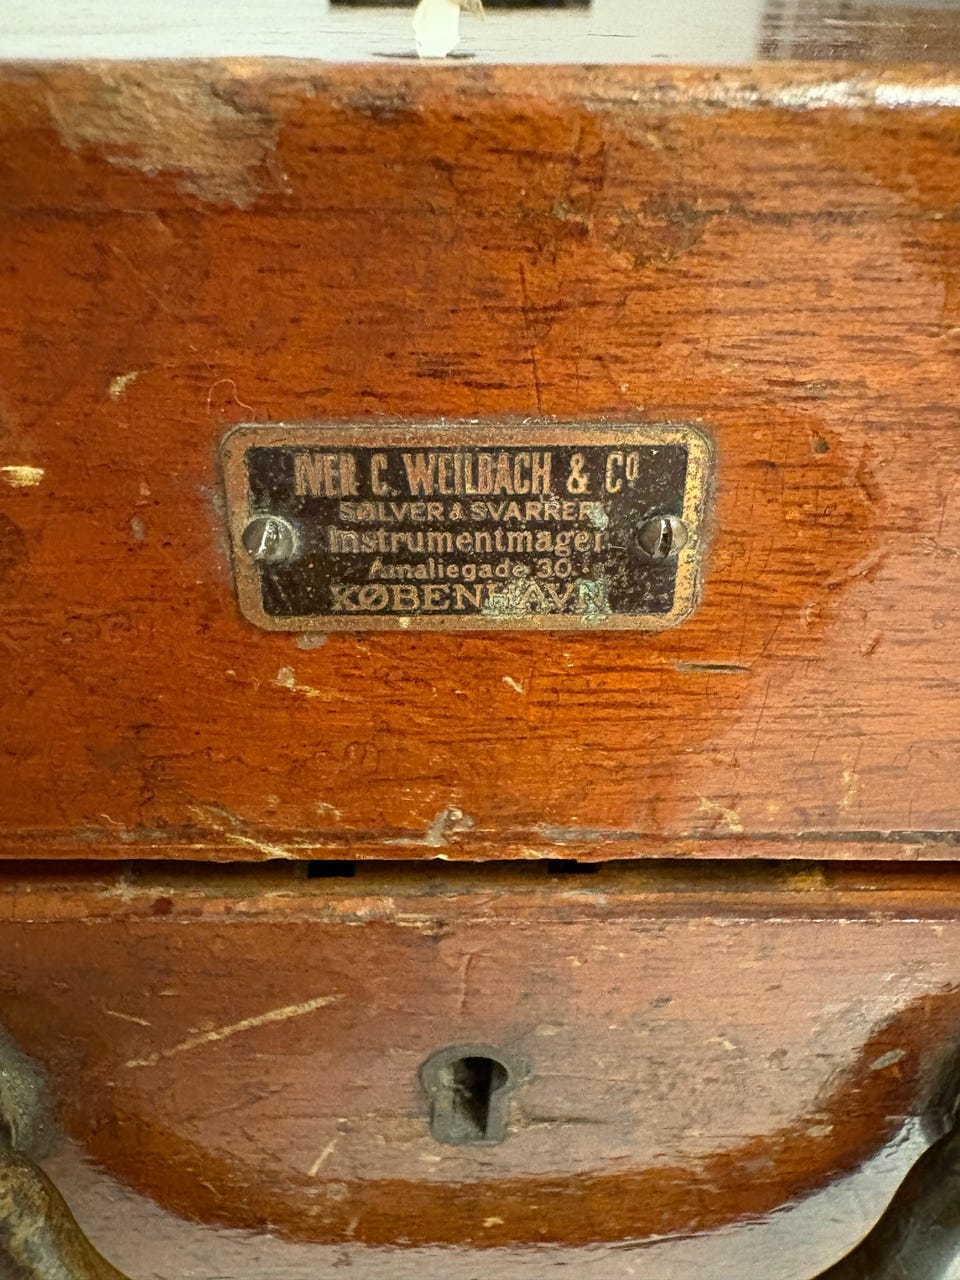 IVER C. WEILBACH & Cº
SØLVER & SVARRER
Instrumentmager
Amaliegade 30.
KØBENHAVN